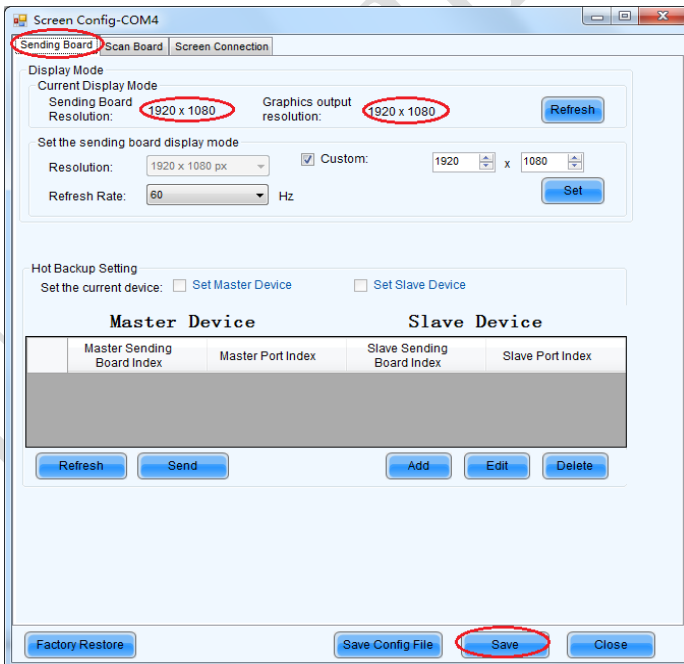 Screen Config-COM4
Sending Board Scan Board Screen Connection
Display Mode
Current Display Mode
Sending Board Resolution: 1920 x 1080 Graphics output resolution: 1920 x 1080 Refresh
Set the sending board display mode
Resolution: 1920 x 1080 px Custom: 1920 x 1080
Refresh Rate: 60 Hz Set
Hot Backup Setting
Set the current device: Set Master Device Set Slave Device
Master Device Slave Device
Master Sending Board Index Master Port Index Slave Sending Board Index Slave Port Index
Refresh Send Add Edit Delete
Factory Restore Save Config File Save Close